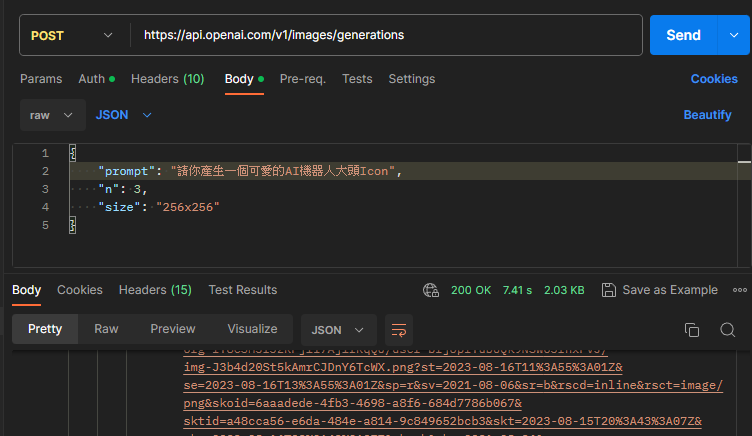 POST https://api.openai.com/v1/images/generations Send
Params Auth Headers (10) Body Pre-req. Tests Settings Cookies
raw JSON Beautify
1 {
2 "prompt": "請你產生一個可愛的AI機器人大頭Icon",
3 "n": 3,
4 "size": "256x256"
5 }
Body Cookies Headers (15) Test Results 200 OK 7.41 s 2.03 KB Save as Example
Pretty Raw Preview Visualize JSON
img-J3b4d20St5kAmrCJDnY6TcWX.png?st=2023-08-16T11%3A55%3A01Z&
se=2023-08-16T13%3A55%3A01Z&sp=r&sv=2021-08-06&sr=b&rscd=inline&rsct=image/
png&skoid=6aaadede-4fb3-4698-a8f6-684d7786b067&
sktid=a48cca56-e6da-484e-a814-9c849652bcb3&skt=2023-08-15T20%3A43%3A07Z&